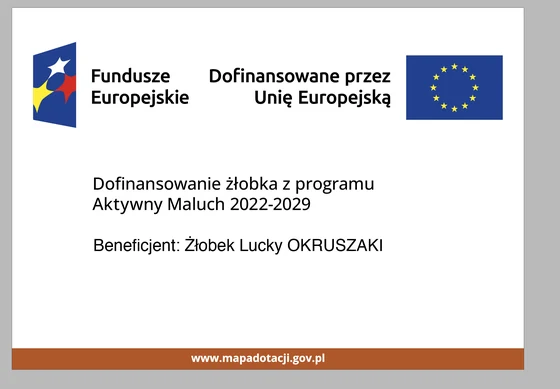 Fundusze
Europejskie
Dofinansowane przez
Unię Europejską
Dofinansowanie żłobka z programu
Aktywny Maluch 2022-2029
Beneficjent: Żłobek Lucky OKRUSZAKI
www.mapadotacji.gov.pl